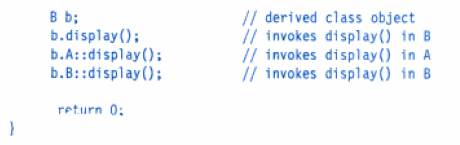 B b; // derived class object
b.display(); // invokes display() in B
b.A::display(); // invokes display() in A
b.B::display(); // invokes display() in B
return 0;
}